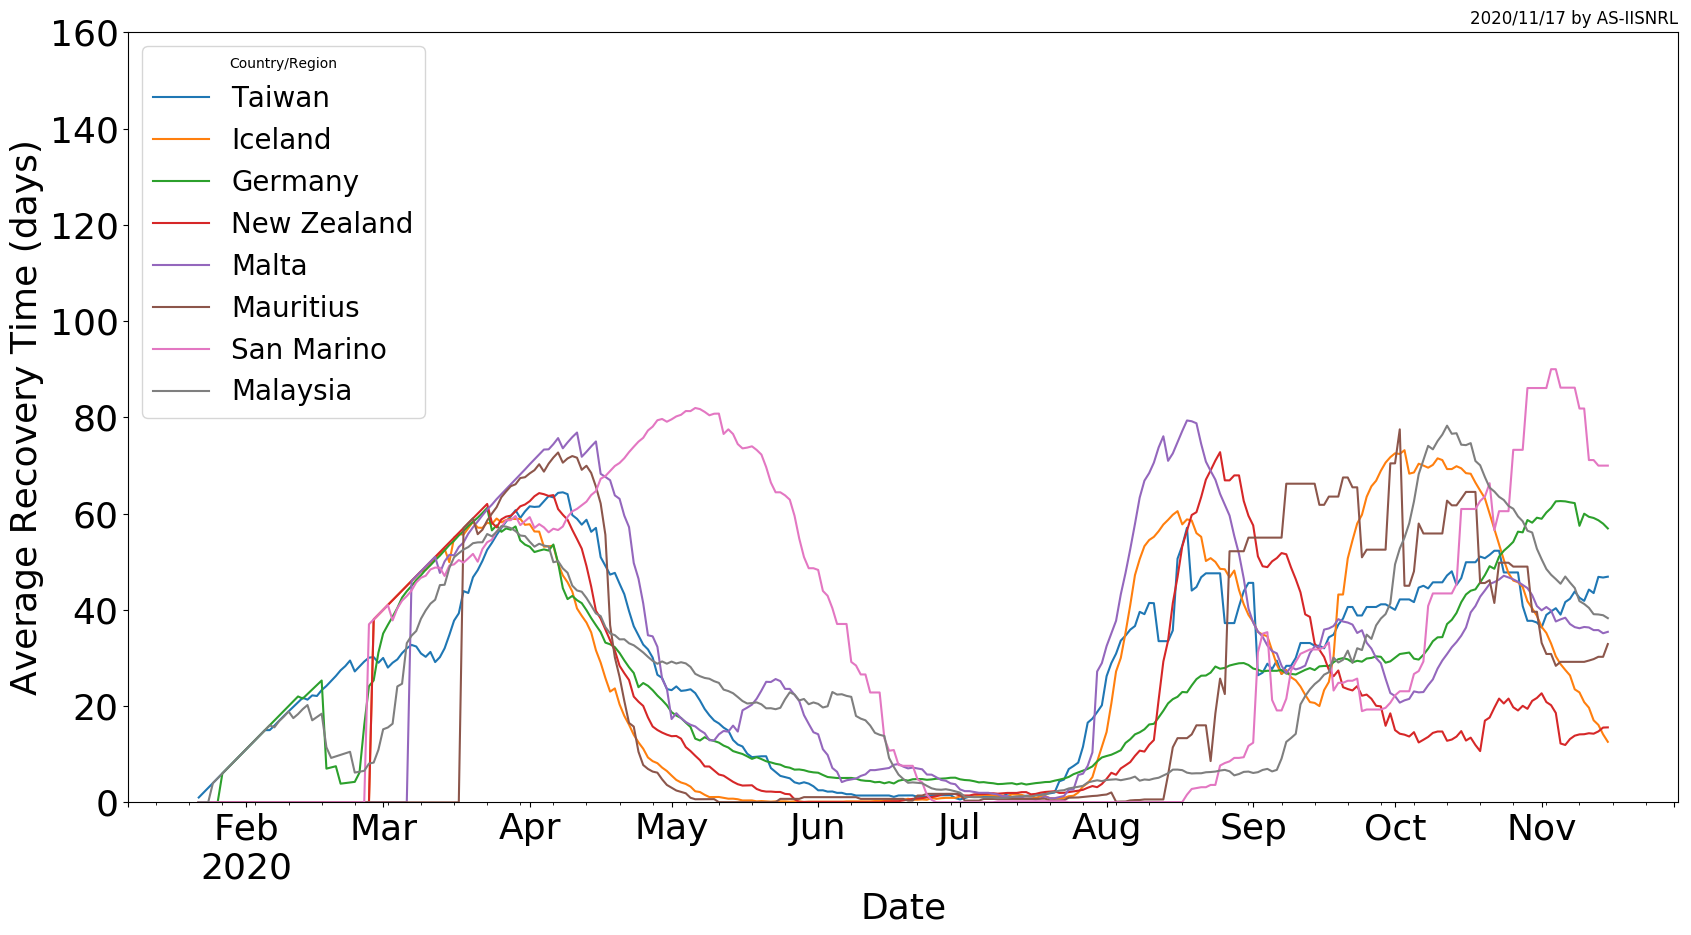 2020/11/17 by AS-IISNRL
160
140
120
100
80
60
40
20
0
Average Recovery Time (days)
Country/Region
Taiwan
Iceland
Germany
New Zealand
Malta
Mauritius
San Marino
Malaysia
Feb Mar Apr May Jun Jul Aug Sep Oct Nov
2020
Date